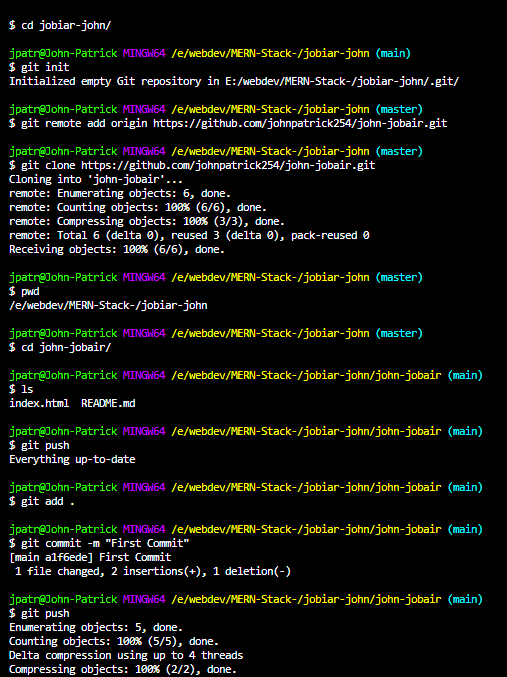 $ cd jobiar-john/
jpatr@John-Patrick MINGW64 /e/webdev/MERN-Stack-/jobiar-john (main)
$ git init
Initialized empty Git repository in E:/webdev/MERN-Stack-/jobiar-john/.git/
jpatr@John-Patrick MINGW64 /e/webdev/MERN-Stack-/jobiar-john (master)
$ git remote add origin https://github.com/johnpatrick254/john-jobair.git
jpatr@John-Patrick MINGW64 /e/webdev/MERN-Stack-/jobiar-john (master)
$ git clone https://github.com/johnpatrick254/john-jobair.git
Cloning into 'john-jobair'...
remote: Enumerating objects: 6, done.
remote: Counting objects: 100% (6/6), done.
remote: Compressing objects: 100% (3/3), done.
remote: Total 6 (delta 0), reused 3 (delta 0), pack-reused 0
Receiving objects: 100% (6/6), done.
jpatr@John-Patrick MINGW64 /e/webdev/MERN-Stack-/jobiar-john (master)
$ pwd
/e/webdev/MERN-Stack-/jobiar-john
jpatr@John-Patrick MINGW64 /e/webdev/MERN-Stack-/jobiar-john (master)
$ cd john-jobair/
jpatr@John-Patrick MINGW64 /e/webdev/MERN-Stack-/jobiar-john/john-jobair (main)
$ ls
index.html  README.md
jpatr@John-Patrick MINGW64 /e/webdev/MERN-Stack-/jobiar-john/john-jobair (main)
$ git push
Everything up-to-date
jpatr@John-Patrick MINGW64 /e/webdev/MERN-Stack-/jobiar-john/john-jobair (main)
$ git add .
jpatr@John-Patrick MINGW64 /e/webdev/MERN-Stack-/jobiar-john/john-jobair (main)
$ git commit -m "First Commit"
[main a1f6ede] First Commit
 1 file changed, 2 insertions(+), 1 deletion(-)
jpatr@John-Patrick MINGW64 /e/webdev/MERN-Stack-/jobiar-john/john-jobair (main)
$ git push
Enumerating objects: 5, done.
Counting objects: 100% (5/5), done.
Delta compression using up to 4 threads
Compressing objects: 100% (2/2), done.